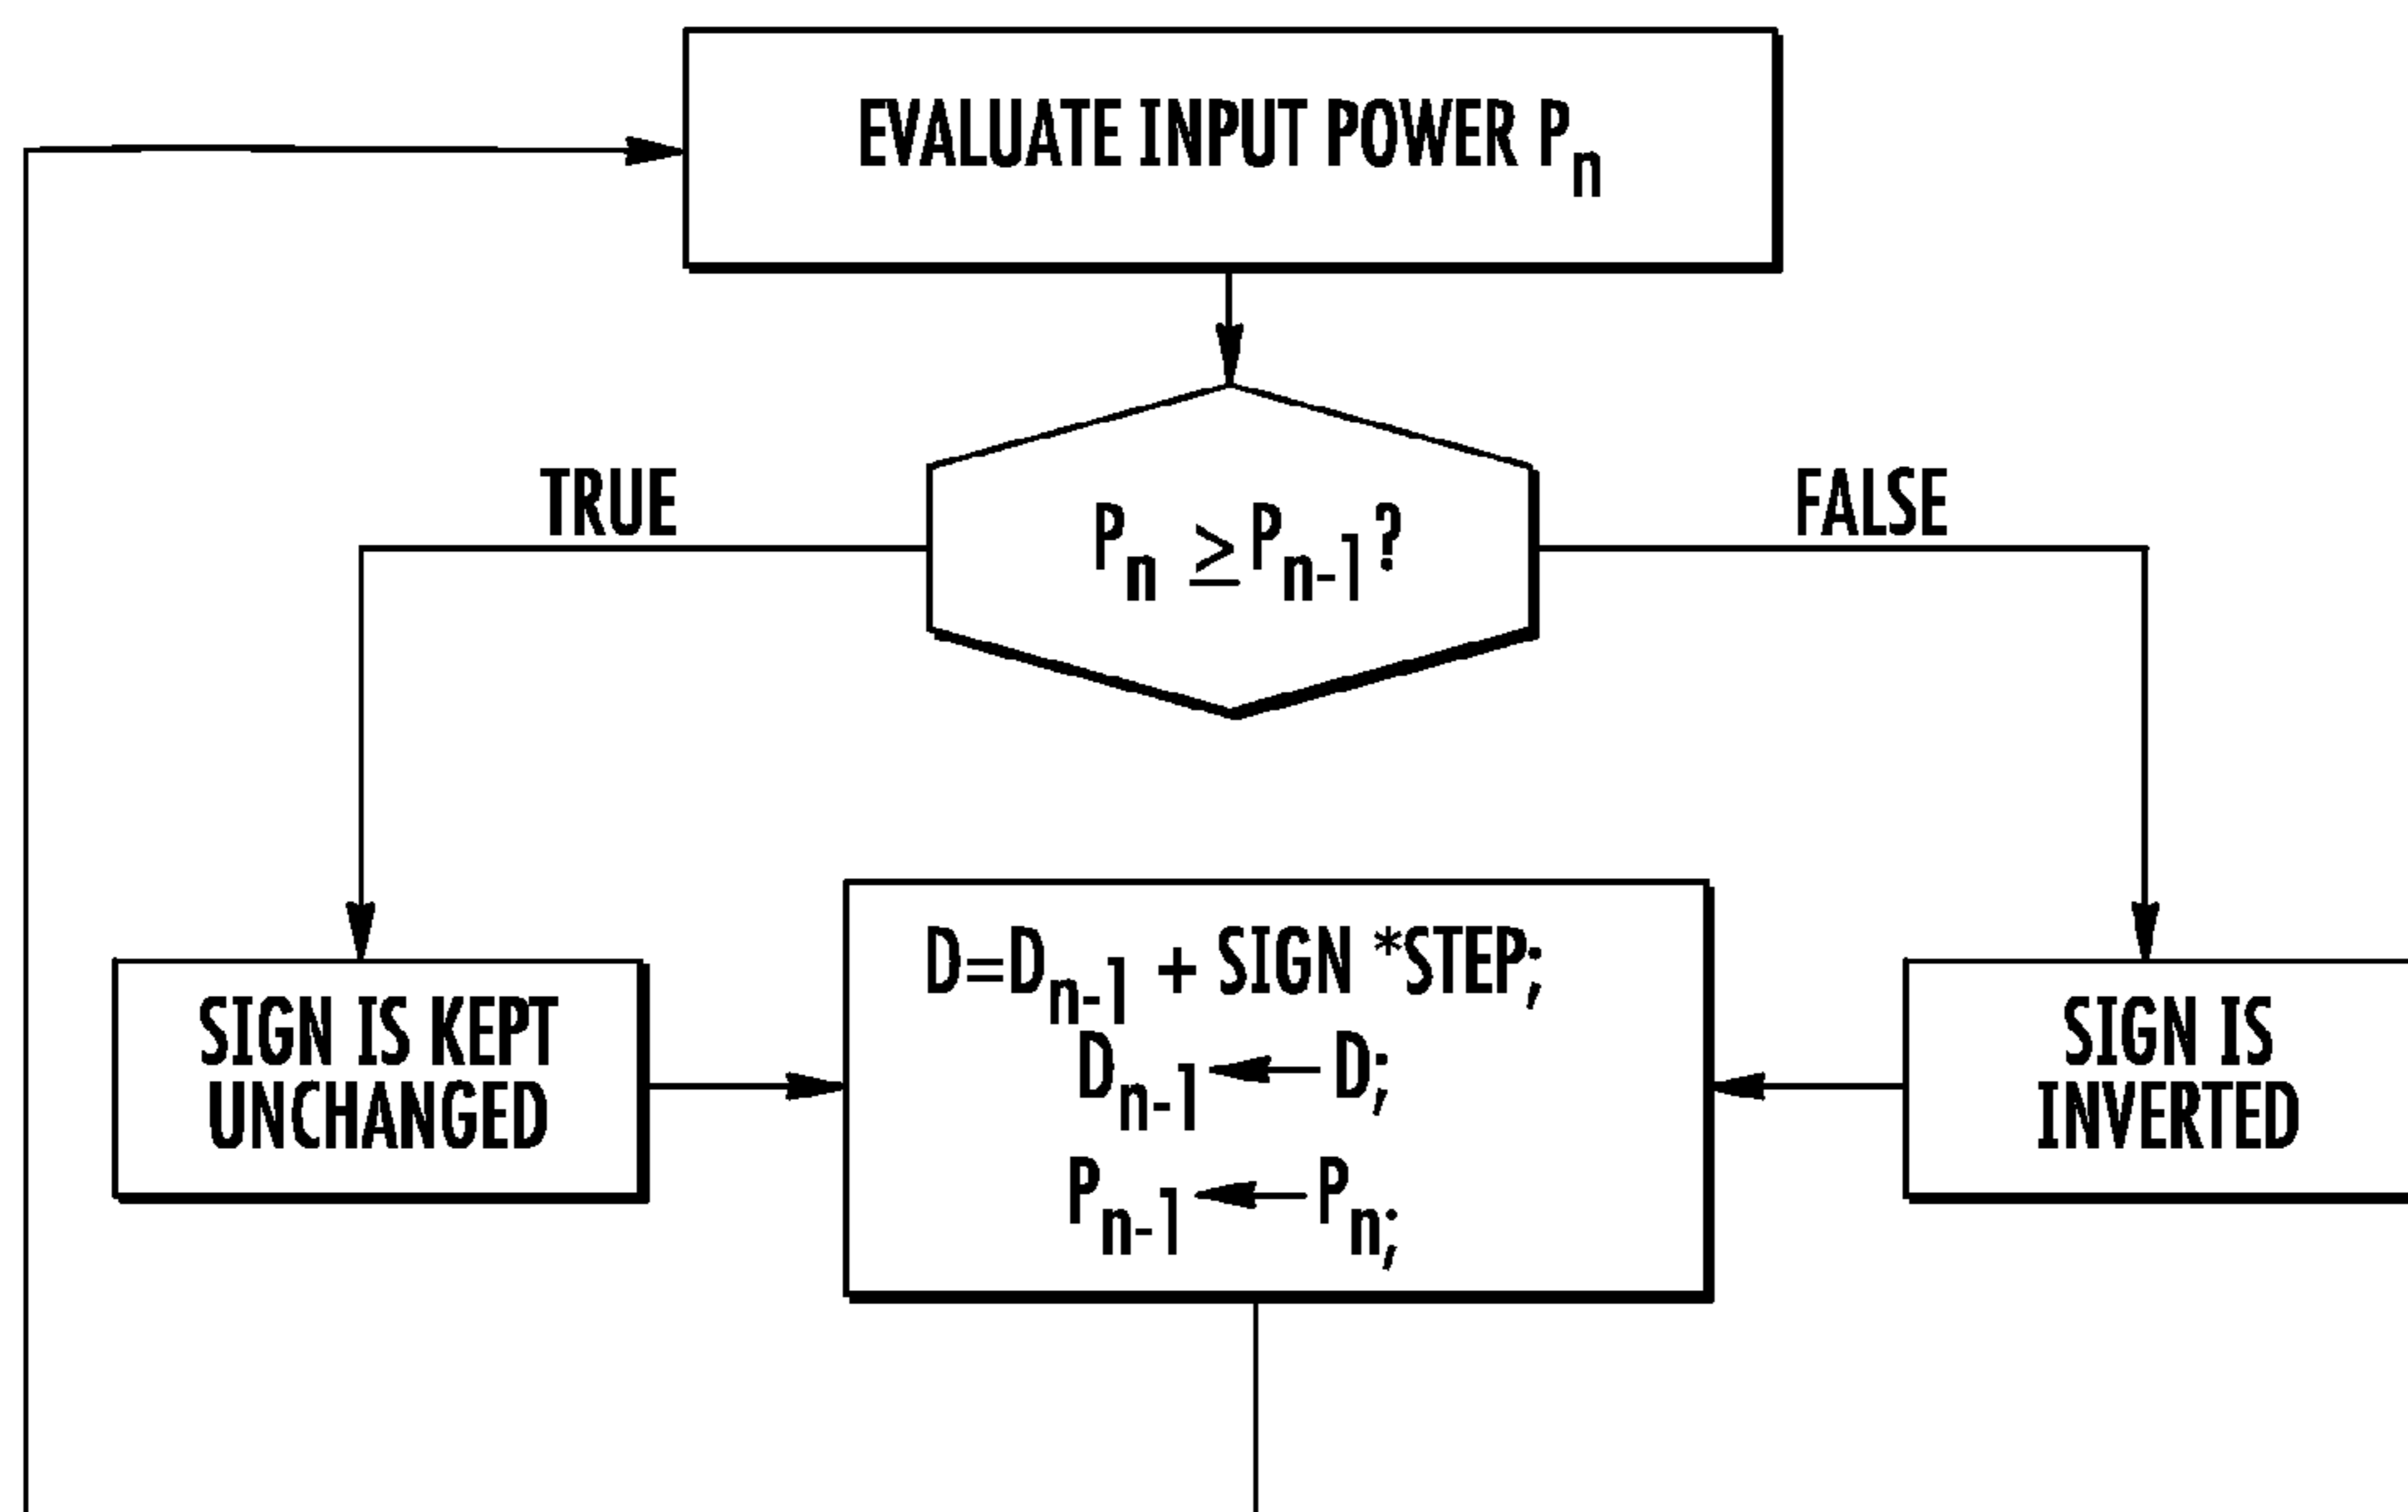 EVALUATE INPUT POWER Pn
TRUE
FALSE
Pn ≥ Pn-1?
SIGN IS KEPT
UNCHANGED
D=Dn-1 + SIGN *STEP;
Dn-1 ← D;
Pn-1 ← Pn;
SIGN IS
INVERTED